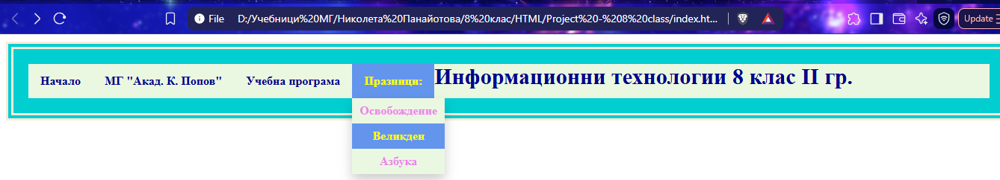 File D:/Учебници%20МГ/Николета%20Панайотова/8%20клас/HTML/Project%20-%208%20class/index.ht... Update
Начало МГ "Акад. К. Попов" Учебна програма Празници: Информационни технологии 8 клас II гр.
Освобождение
Великден
Азбука